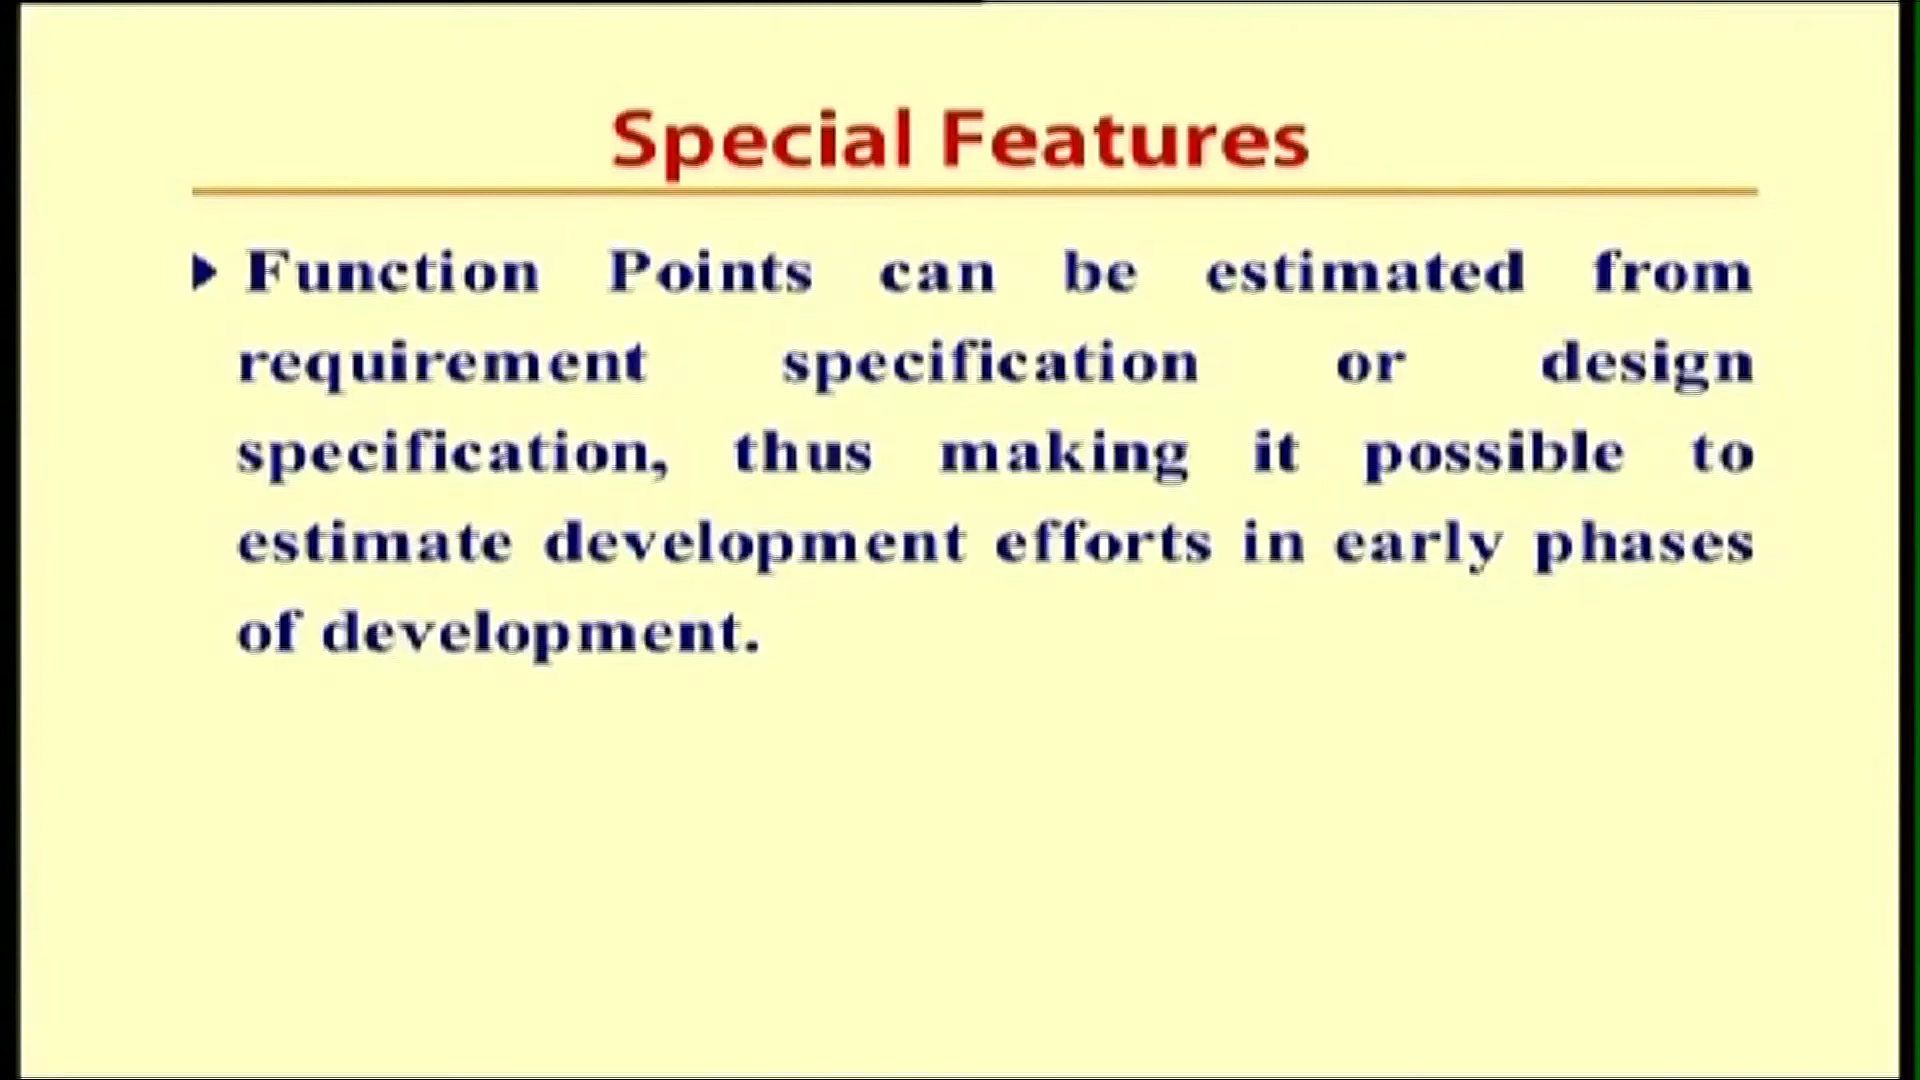 Special Features
Function Points can be estimated from
requirement specification or design
specification, thus making it possible to
estimate development efforts in early phases
of development.